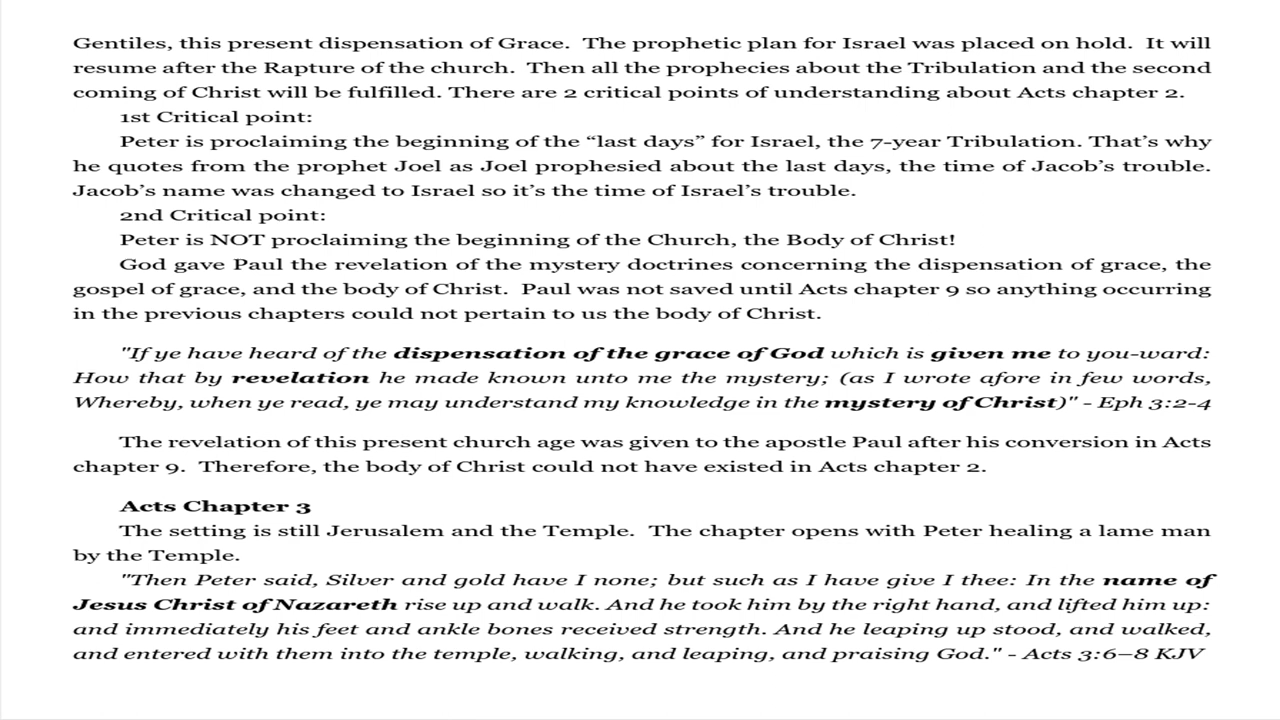 Gentiles, this present dispensation of Grace.  The prophetic plan for Israel was placed on hold.  It will
resume after the Rapture of the church.  Then all the prophecies about the Tribulation and the second
coming of Christ will be fulfilled. There are 2 critical points of understanding about Acts chapter 2.
1st Critical point:
Peter is proclaiming the beginning of the “last days” for Israel, the 7-year Tribulation. That’s why
he quotes from the prophet Joel as Joel prophesied about the last days, the time of Jacob’s trouble.
Jacob’s name was changed to Israel so it’s the time of Israel’s trouble.
2nd Critical point:
Peter is NOT proclaiming the beginning of the Church, the Body of Christ!
God gave Paul the revelation of the mystery doctrines concerning the dispensation of grace, the
gospel of grace, and the body of Christ.  Paul was not saved until Acts chapter 9 so anything occurring
in the previous chapters could not pertain to us the body of Christ.
"If ye have heard of the dispensation of the grace of God which is given me to you-ward:
How that by revelation he made known unto me the mystery; (as I wrote afore in few words,
Whereby, when ye read, ye may understand my knowledge in the mystery of Christ)" - Eph 3:2-4
The revelation of this present church age was given to the apostle Paul after his conversion in Acts
chapter 9.  Therefore, the body of Christ could not have existed in Acts chapter 2.
Acts Chapter 3
The setting is still Jerusalem and the Temple.  The chapter opens with Peter healing a lame man
by the Temple.
"Then Peter said, Silver and gold have I none; but such as I have give I thee: In the name of
Jesus Christ of Nazareth rise up and walk. And he took him by the right hand, and lifted him up:
and immediately his feet and ankle bones received strength. And he leaping up stood, and walked,
and entered with them into the temple, walking, and leaping, and praising God." - Acts 3:6–8 KJV